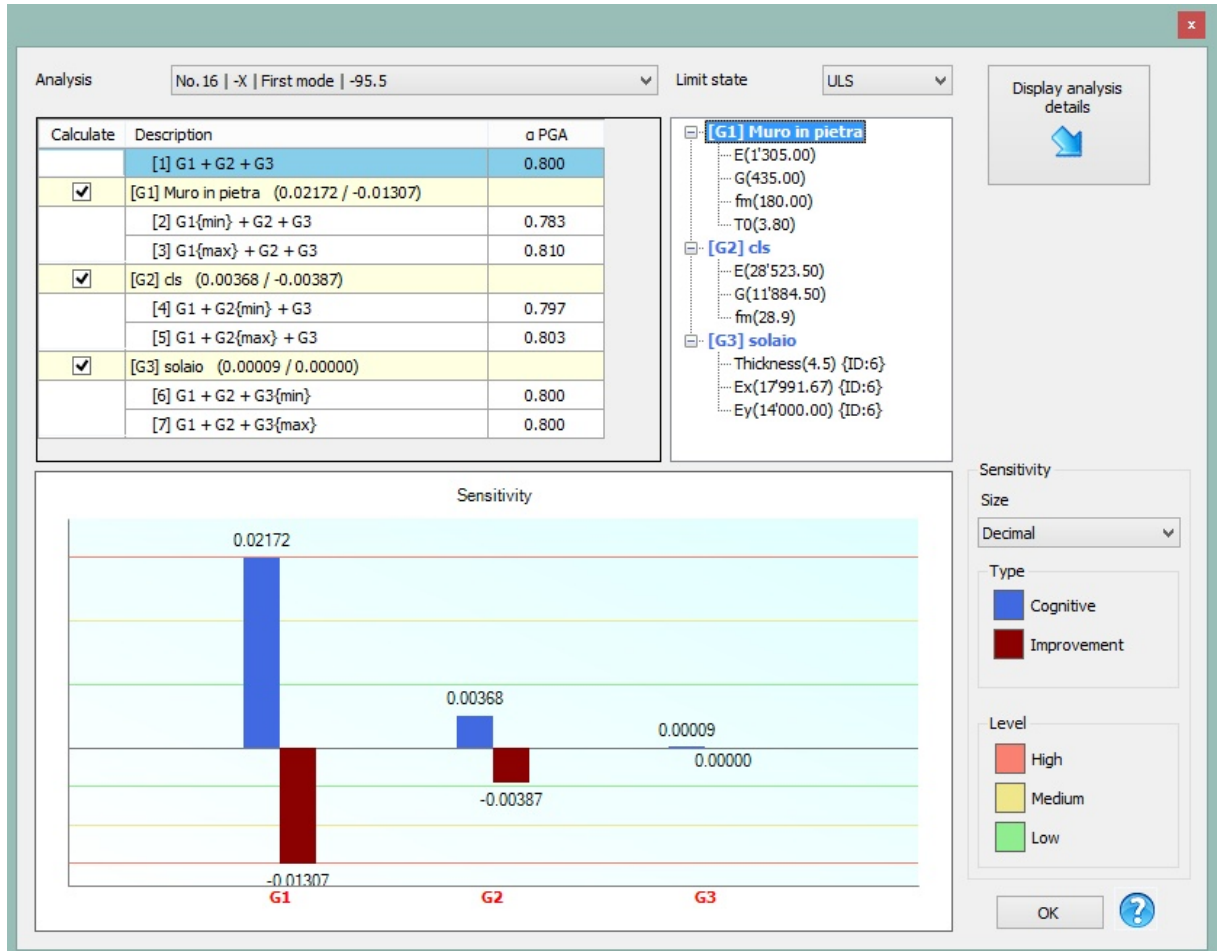 x
Analysis No.16 | -X | First mode | -95.5 Limit state ULS
Display analysis
details
Calculate Description α PGA
[1] G1 + G2 + G3 0.800
[G1] Muro in pietra (0.02172 / -0.01307)
[2] G1{min} + G2 + G3 0.783
[3] G1{max} + G2 + G3 0.810
[G2] cls (0.00368 / -0.00387)
[4] G1 + G2{min} + G3 0.797
[5] G1 + G2{max} + G3 0.803
[G3] solaio (0.00009 / 0.00000)
[6] G1 + G2 + G3{min} 0.800
[7] G1 + G2 + G3{max} 0.800
[G1] Muro in pietra
E(1'305.00)
G(435.00)
fm(180.00)
T0(3.80)
[G2] cls
E(28'523.50)
G(11'884.50)
fm(28.9)
[G3] solaio
Thickness(4.5) {ID:6}
Ex(17'991.67) {ID:6}
Ey(14'000.00) {ID:6}
Sensitivity
0.02172
0.00368
0.00009
0.00000
-0.00387
-0.01307
G1 G2 G3
Sensitivity
Size
Decimal
Type
Cognitive
Improvement
Level
High
Medium
Low
OK ?